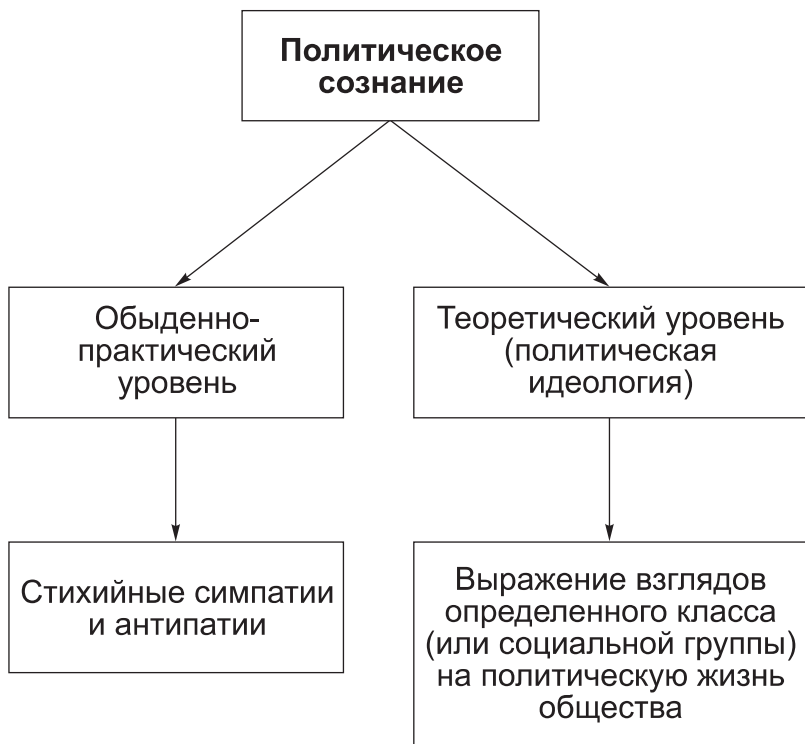 Политическое
сознание
Обыденно-
практический
уровень
Теоретический уровень
(политическая
идеология)
Стихийные симпатии
и антипатии
Выражение взглядов
определенного класса
(или социальной группы)
на политическую жизнь
общества